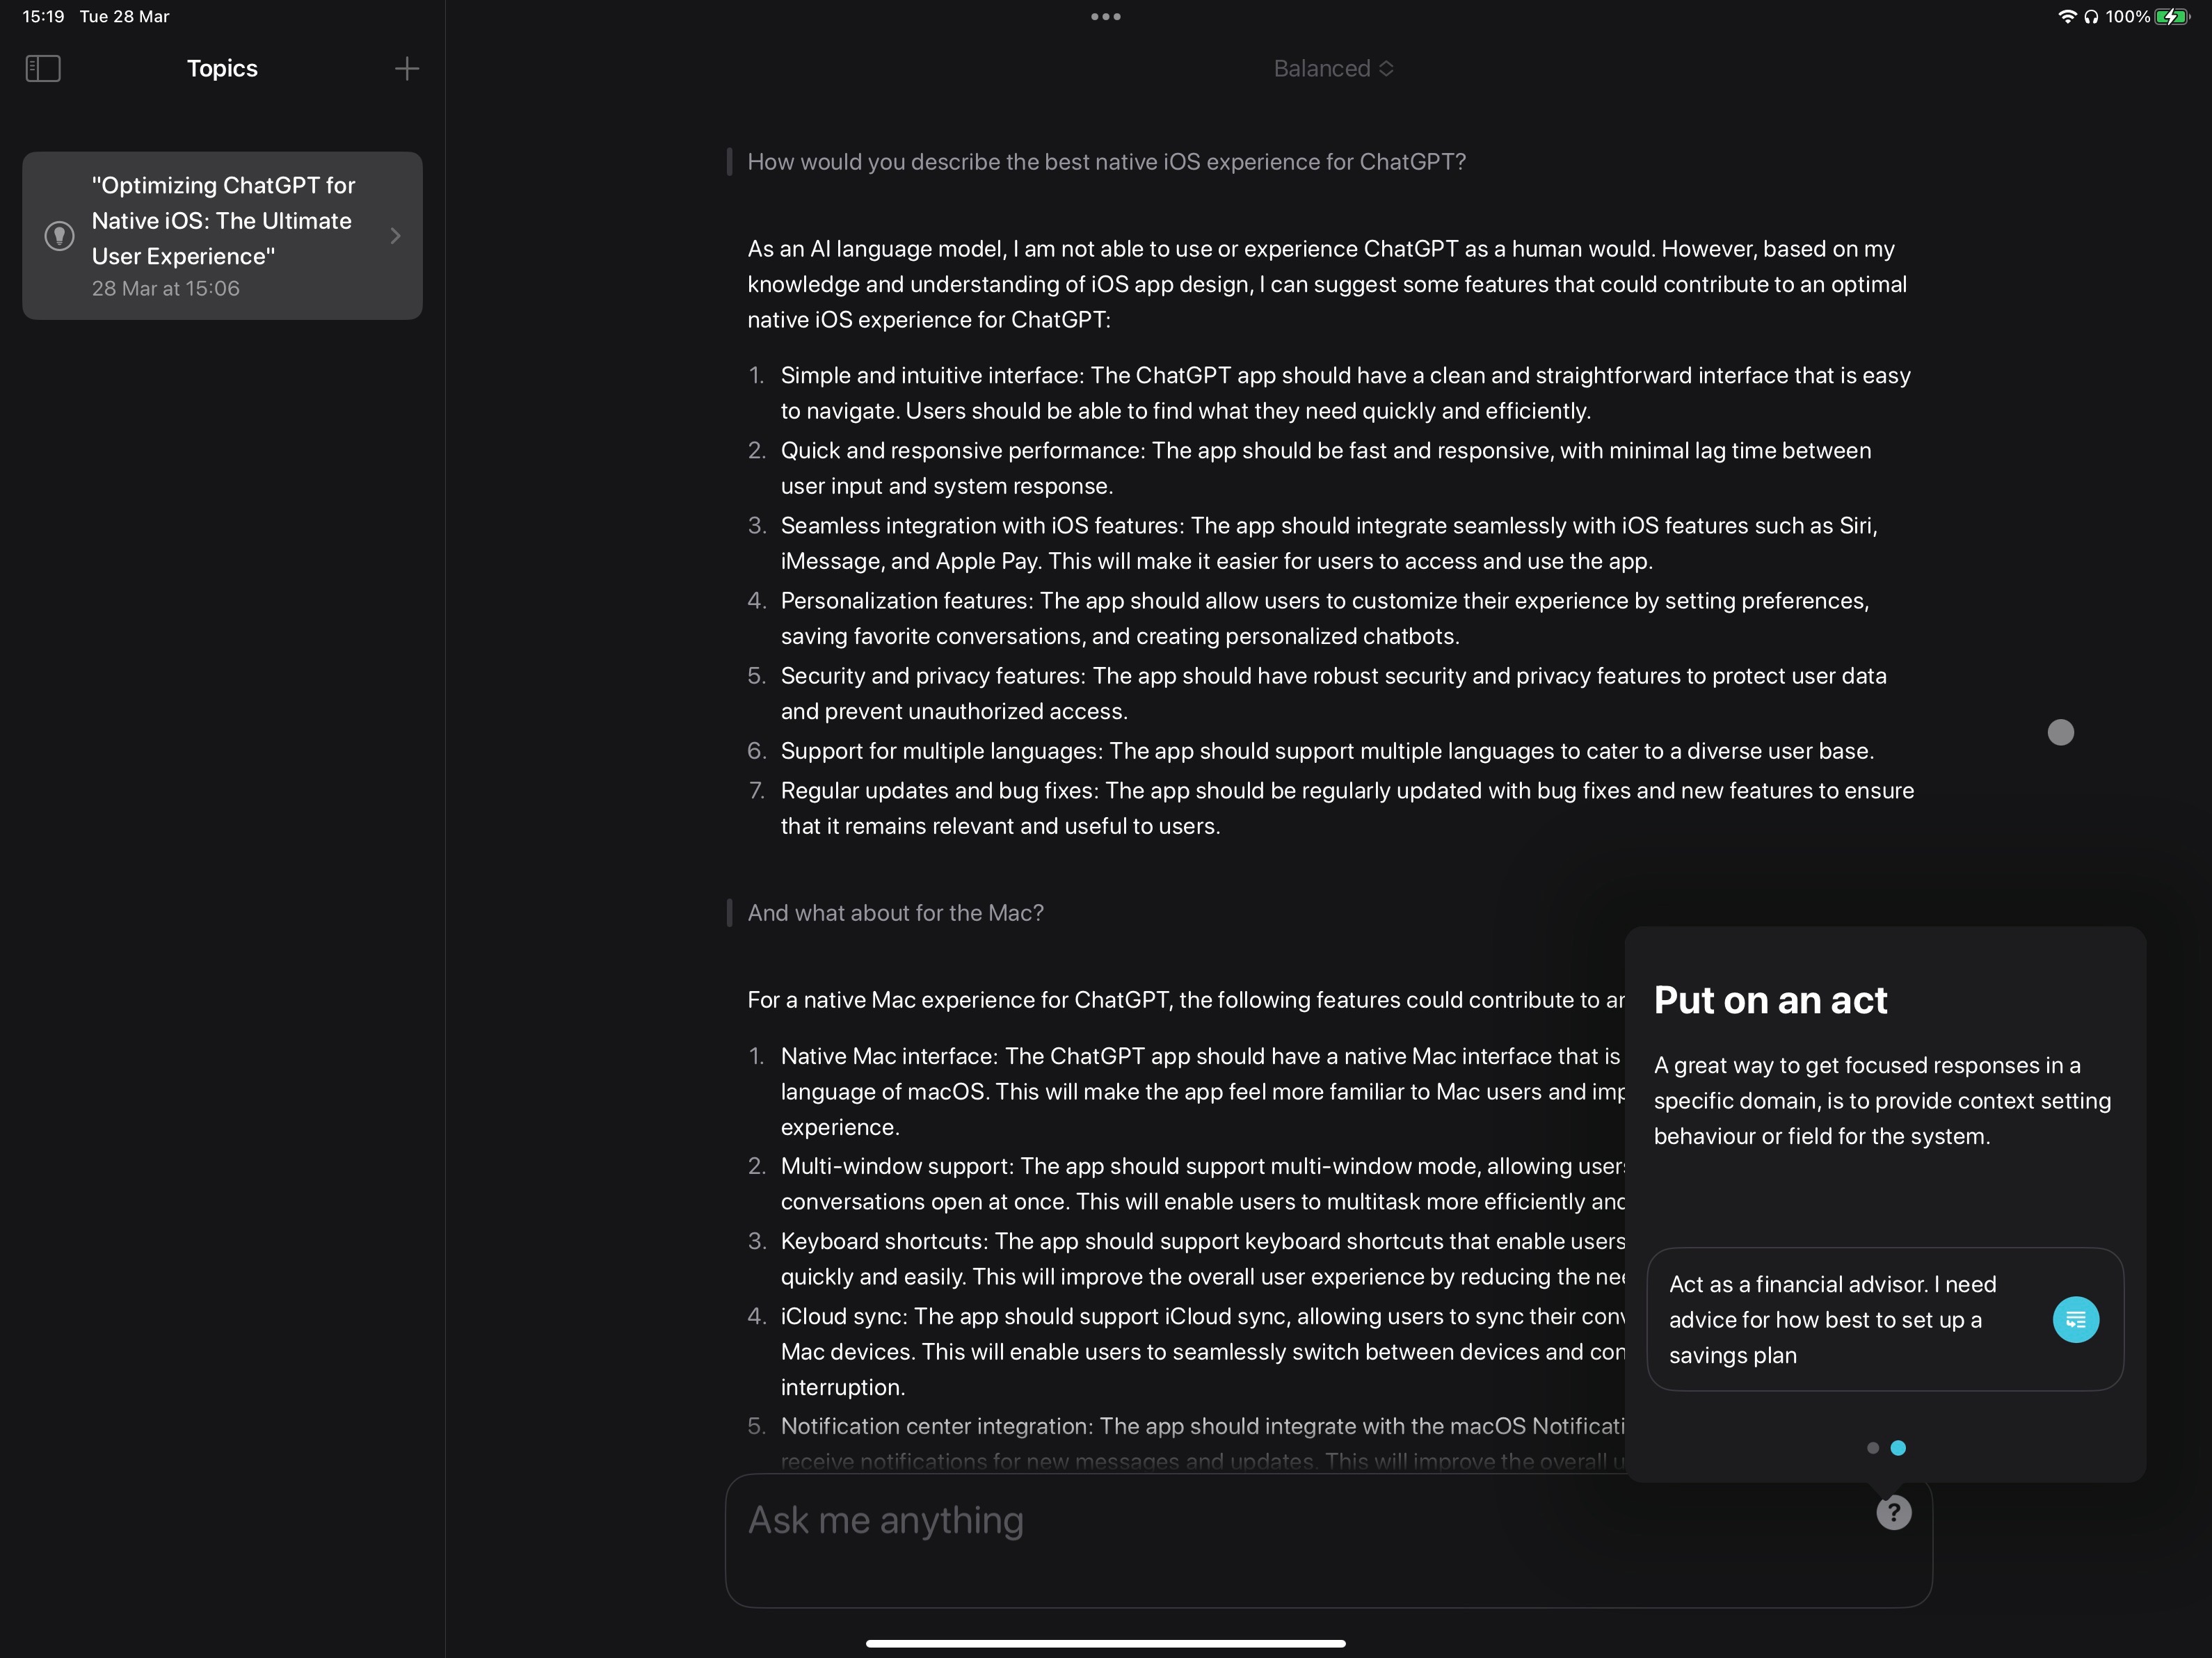 15:19 Tue 28 Mar
100%
Topics
Balanced
"Optimizing ChatGPT for
Native iOS: The Ultimate
User Experience"
28 Mar at 15:06
How would you describe the best native iOS experience for ChatGPT?
As an AI language model, I am not able to use or experience ChatGPT as a human would. However, based on my
knowledge and understanding of iOS app design, I can suggest some features that could contribute to an optimal
native iOS experience for ChatGPT:
1. Simple and intuitive interface: The ChatGPT app should have a clean and straightforward interface that is easy
to navigate. Users should be able to find what they need quickly and efficiently.
2. Quick and responsive performance: The app should be fast and responsive, with minimal lag time between
user input and system response.
3. Seamless integration with iOS features: The app should integrate seamlessly with iOS features such as Siri,
iMessage, and Apple Pay. This will make it easier for users to access and use the app.
4. Personalization features: The app should allow users to customize their experience by setting preferences,
saving favorite conversations, and creating personalized chatbots.
5. Security and privacy features: The app should have robust security and privacy features to protect user data
and prevent unauthorized access.
6. Support for multiple languages: The app should support multiple languages to cater to a diverse user base.
7. Regular updates and bug fixes: The app should be regularly updated with bug fixes and new features to ensure
that it remains relevant and useful to users.
And what about for the Mac?
For a native Mac experience for ChatGPT, the following features could contribute to
1. Native Mac interface: The ChatGPT app should have a native Mac interface that is
language of macOS. This will make the app feel more familiar to Mac users and
experience.
2. Multi-window support: The app should support multi-window mode, allowing
conversations open at once. This will enable users to multitask more efficiently
3. Keyboard shortcuts: The app should support keyboard shortcuts that enable users
quickly and easily. This will improve the overall user experience by reducing the
4. iCloud sync: The app should support iCloud sync, allowing users to sync their
Mac devices. This will enable users to seamlessly switch between devices and
interruption.
5. Notification center integration: The app should integrate with the macOS
receive notifications for new messages and updates. This will improve the overall
Put on an act
A great way to get focused responses in a
specific domain, is to provide context setting
behaviour or field for the system.
Act as a financial advisor. I need
advice for how best to set up a
savings plan
Ask me anything
?